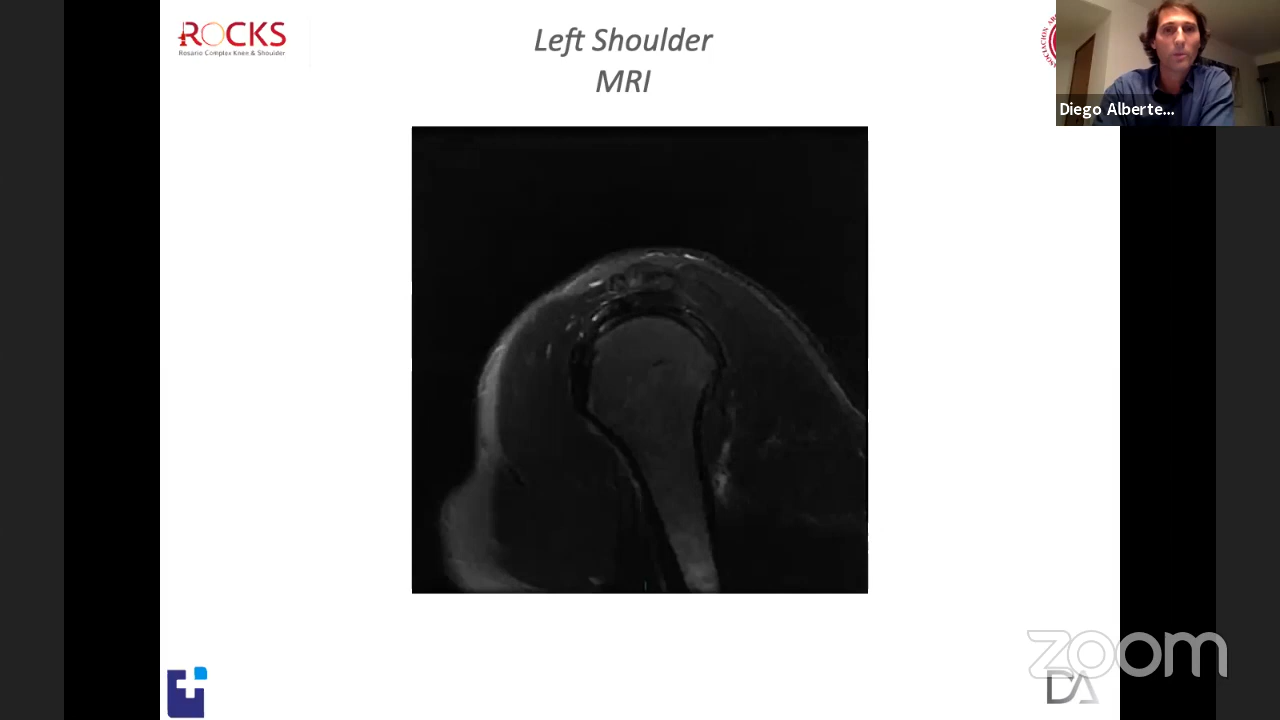 ROCKS
Rosario Complex Knee & Shoulder
Left Shoulder
MRI
Diego Alberte...
zoom
DA